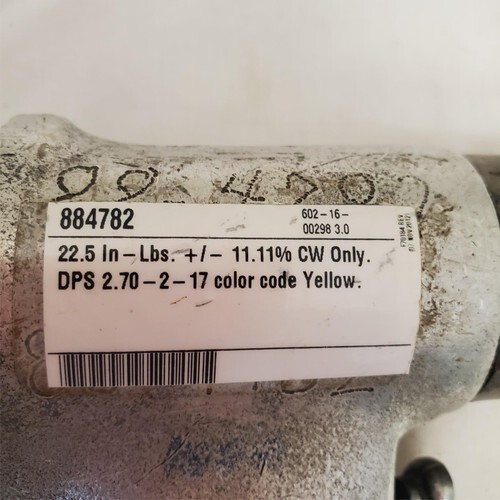 884782
602-16-
00298 3.0
22.5 In-Lbs. +/- 11.11% CW Only.
DPS 2.70-2-17 color code Yellow.